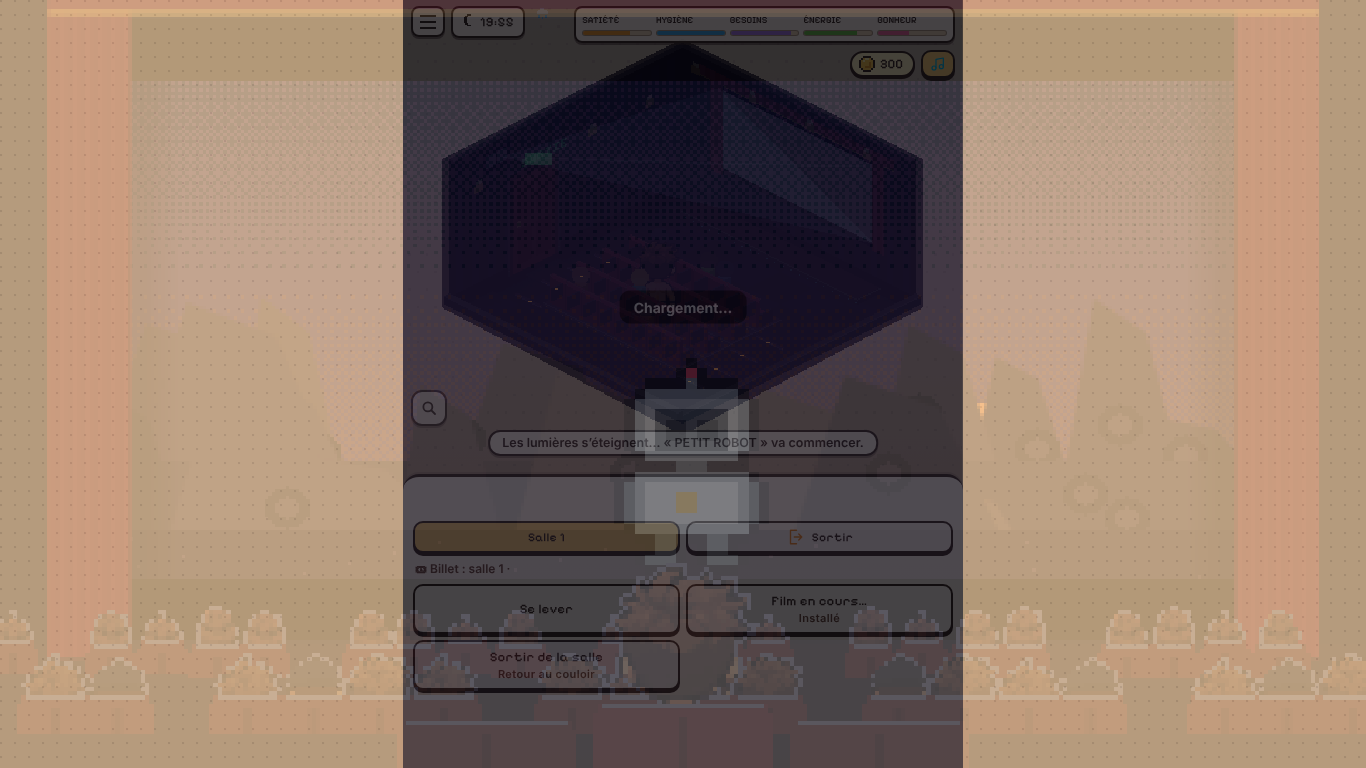 19:88
SATIÉTÉ HYGIÈNE BESOINS ÉNERGIE BONHEUR
300
Chargement...
Les lumières s'éteignent... « PETIT ROBOT » va commencer.
Salle 1
Sortir
Billet : salle 1 ·
Se lever
Film en cours...
Installé
Sortir de la salle
Retour au couloir